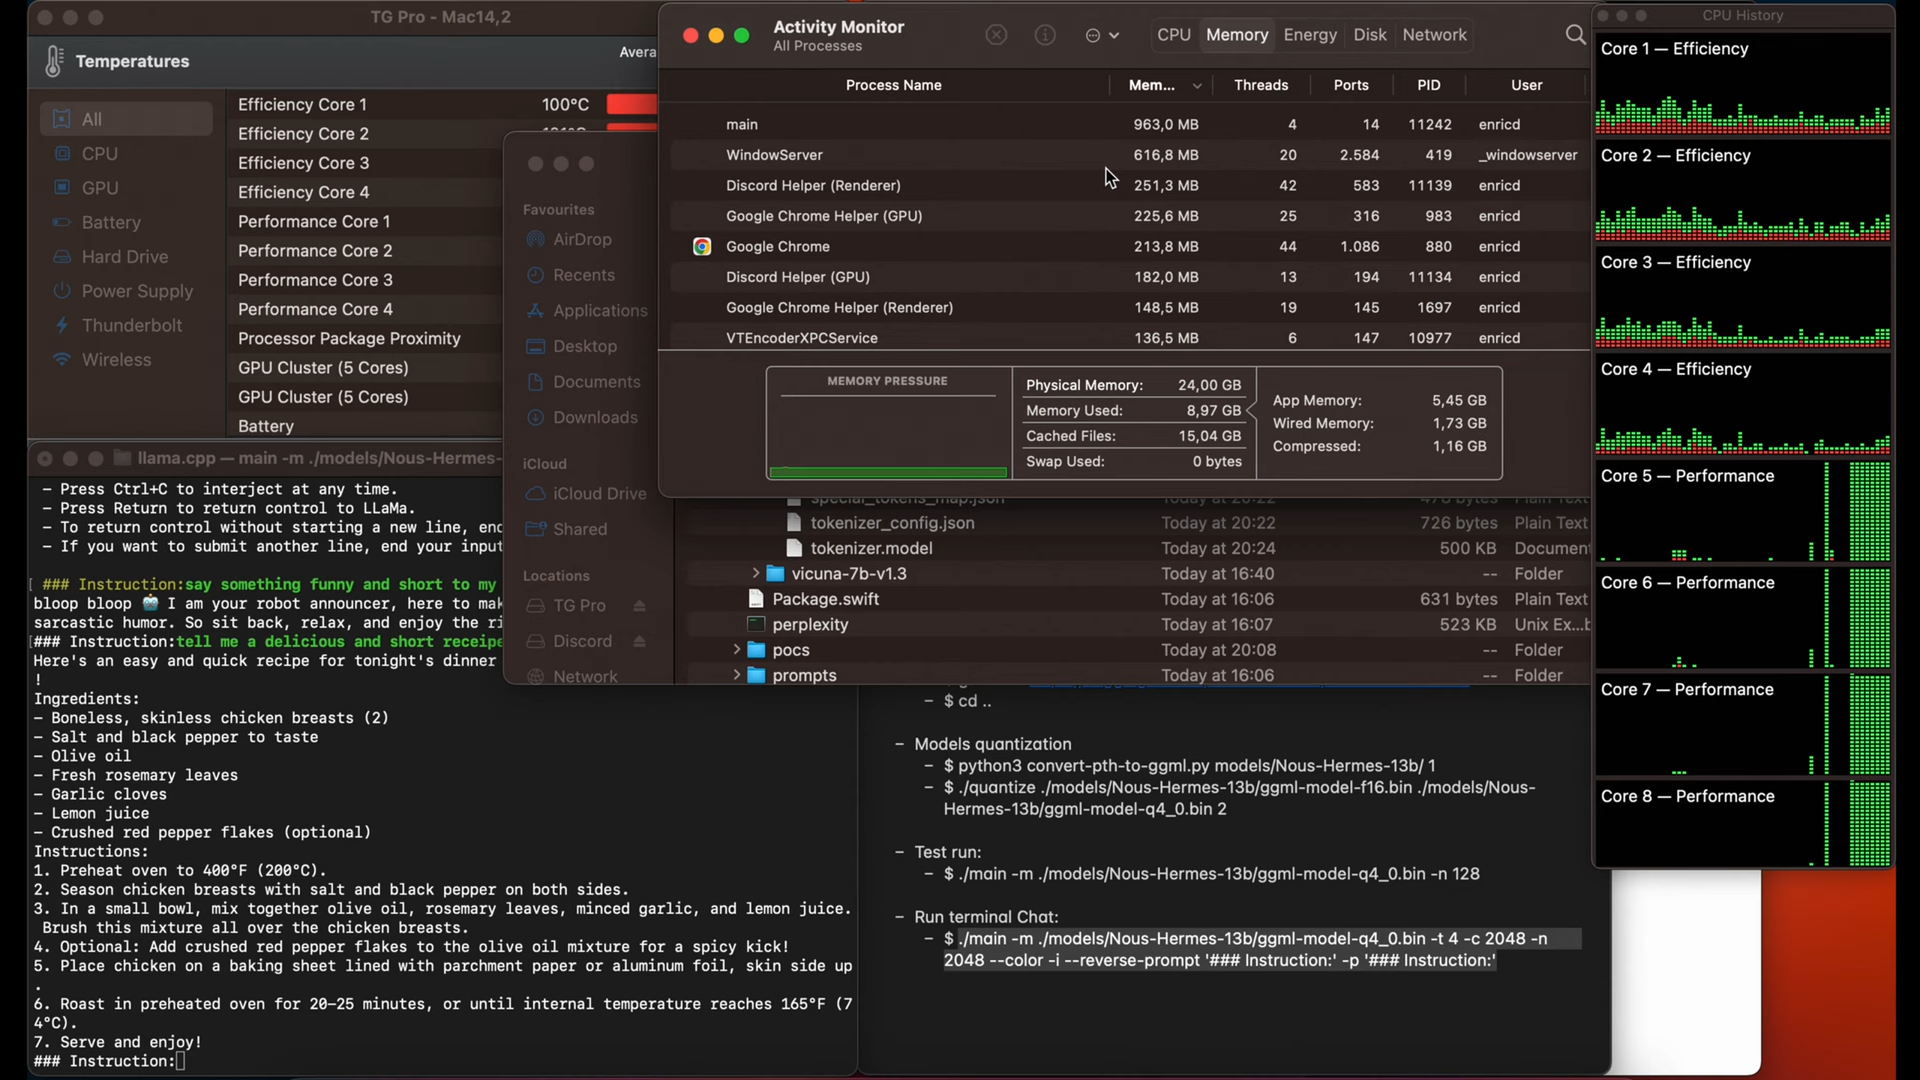 TG Pro - Mac14,2
Temperatures
Avera
All
CPU
GPU
Battery
Hard Drive
Power Supply
Thunderbolt
Wireless
Efficiency Core 1 100°C
Efficiency Core 2
Efficiency Core 3
Efficiency Core 4
Performance Core 1
Performance Core 2
Performance Core 3
Performance Core 4
Processor Package Proximity
GPU Cluster (5 Cores)
GPU Cluster (5 Cores)
Battery
Activity Monitor
All Processes
CPU Memory Energy Disk Network
Process Name Mem... Threads Ports PID User
main 963,0 MB 4 14 11242 enricd
WindowServer 616,8 MB 20 2.584 419 _windowserver
Discord Helper (Renderer) 251,3 MB 42 583 11139 enricd
Google Chrome Helper (GPU) 225,6 MB 25 316 983 enricd
Google Chrome 213,8 MB 44 1.086 880 enricd
Discord Helper (GPU) 182,0 MB 13 194 11134 enricd
Google Chrome Helper (Renderer) 148,5 MB 19 145 1697 enricd
VTEncoderXPCService 136,5 MB 6 147 10977 enricd
MEMORY PRESSURE
Physical Memory: 24,00 GB
Memory Used: 8,97 GB
Cached Files: 15,04 GB
Swap Used: 0 bytes
App Memory: 5,45 GB
Wired Memory: 1,73 GB
Compressed: 1,16 GB
CPU History
Core 1 — Efficiency
Core 2 — Efficiency
Core 3 — Efficiency
Core 4 — Efficiency
Core 5 — Performance
Core 6 — Performance
Core 7 — Performance
Core 8 — Performance
Favourites
AirDrop
Recents
Applications
Desktop
Documents
Downloads
iCloud
iCloud Drive
Shared
Locations
TG Pro
Discord
Network
special_tokens_map.json Today at 20:22 Plain Text
tokenizer_config.json Today at 20:22 726 bytes Plain Text
tokenizer.model Today at 20:24 500 KB Document
vicuna-7b-v1.3 Today at 16:40 -- Folder
Package.swift Today at 16:06 631 bytes Plain Text
perplexity Today at 16:07 523 KB Unix Ex...b
pocs Today at 20:08 -- Folder
prompts Today at 16:06 -- Folder
llama.cpp — main -m ./models/Nous-Hermes-
- Press Ctrl+C to interject at any time.
- Press Return to return control to LLaMa.
- To return control without starting a new line, end
- If you want to submit another line, end your input
[ ### Instruction:say something funny and short to my
bloop bloop 🤖 I am your robot announcer, here to mak
sarcastic humor. So sit back, relax, and enjoy the ri
[### Instruction:tell me a delicious and short receipe
Here's an easy and quick recipe for tonight's dinner
!
Ingredients:
- Boneless, skinless chicken breasts (2)
- Salt and black pepper to taste
- Olive oil
- Fresh rosemary leaves
- Garlic cloves
- Lemon juice
- Crushed red pepper flakes (optional)
Instructions:
1. Preheat oven to 400°F (200°C).
2. Season chicken breasts with salt and black pepper on both sides.
3. In a small bowl, mix together olive oil, rosemary leaves, minced garlic, and lemon juice.
Brush this mixture all over the chicken breasts.
4. Optional: Add crushed red pepper flakes to the olive oil mixture for a spicy kick!
5. Place chicken on a baking sheet lined with parchment paper or aluminum foil, skin side up
.
6. Roast in preheated oven for 20-25 minutes, or until internal temperature reaches 165°F (7
4°C).
7. Serve and enjoy!
### Instruction:
- $ cd ..
- Models quantization
- $ python3 convert-pth-to-ggml.py models/Nous-Hermes-13b/ 1
- $ ./quantize ./models/Nous-Hermes-13b/ggml-model-f16.bin ./models/Nous-
Hermes-13b/ggml-model-q4_0.bin 2
- Test run:
- $ ./main -m ./models/Nous-Hermes-13b/ggml-model-q4_0.bin -n 128
- Run terminal Chat:
- $ ./main -m ./models/Nous-Hermes-13b/ggml-model-q4_0.bin -t 4 -c 2048 -n
2048 --color -i --reverse-prompt '### Instruction:' -p '### Instruction:'